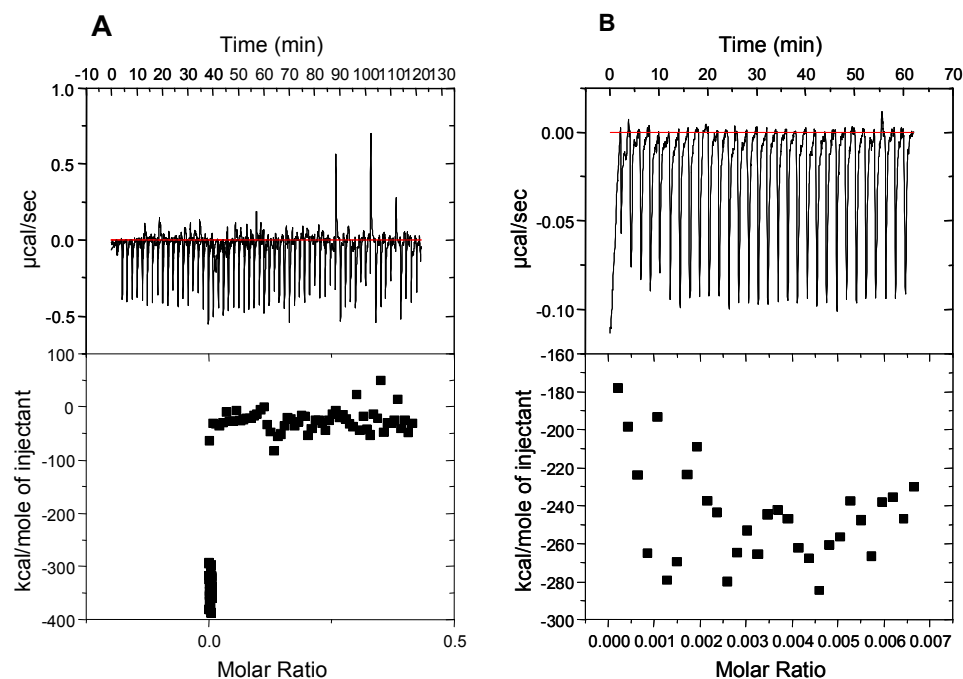 A
Time (min)
-10 0 10 20 30 40 50 60 70 80 90 100 110 120 130
1.0
0.5
0.0
-0.5
µcal/sec
100
0
-100
-200
-300
-400
kcal/mole of injectant
0.0 0.5
Molar Ratio
B
Time (min)
0 10 20 30 40 50 60 70
0.00
-0.05
-0.10
µcal/sec
-160
-180
-200
-220
-240
-260
-280
-300
kcal/mole of injectant
0.000 0.001 0.002 0.003 0.004 0.005 0.006 0.007
Molar Ratio